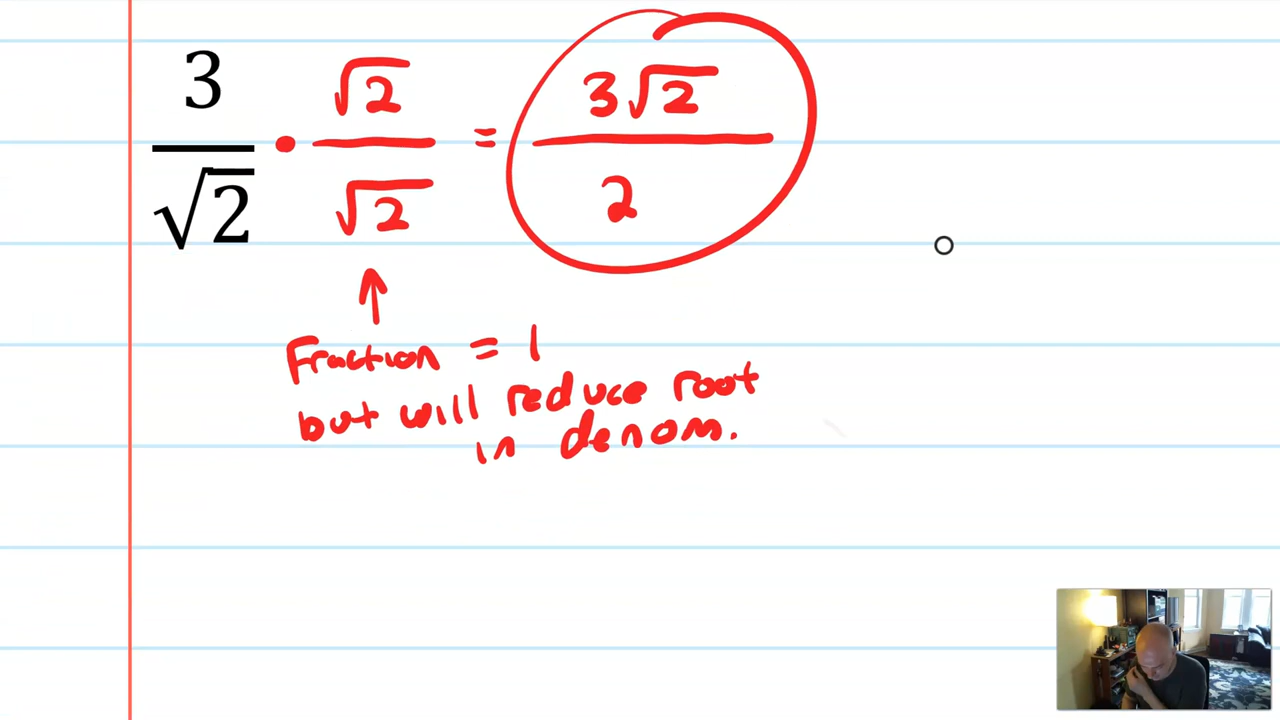 3/√2 • √2/√2 = 3√2/2
Fraction = 1
but will reduce root
in denom.